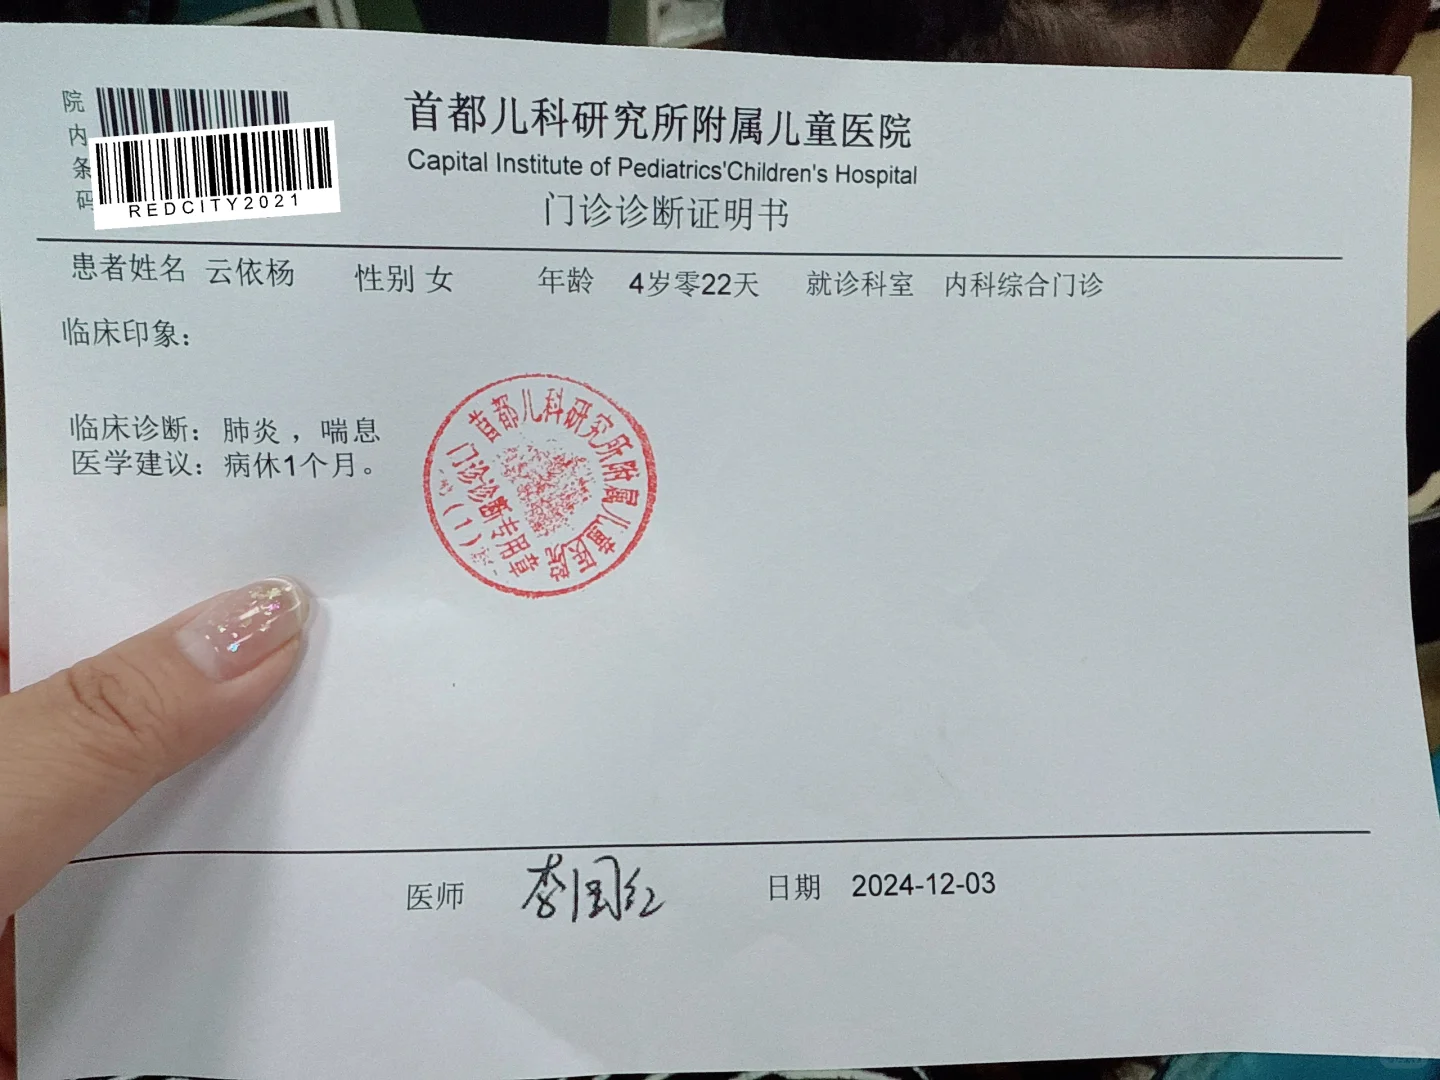 院内条码
REDCITY2021
首都儿科研究所附属儿童医院
Capital Institute of Pediatrics'Children's Hospital
门诊诊断证明书
患者姓名 云依杨 性别 女 年龄 4岁零22天 就诊科室 内科综合门诊
临床印象：
临床诊断：肺炎，喘息
医学建议：病休1个月。
首都儿科研究所附属儿童医院
门诊诊断专用章
（1）
医师 李国红 日期 2024-12-03